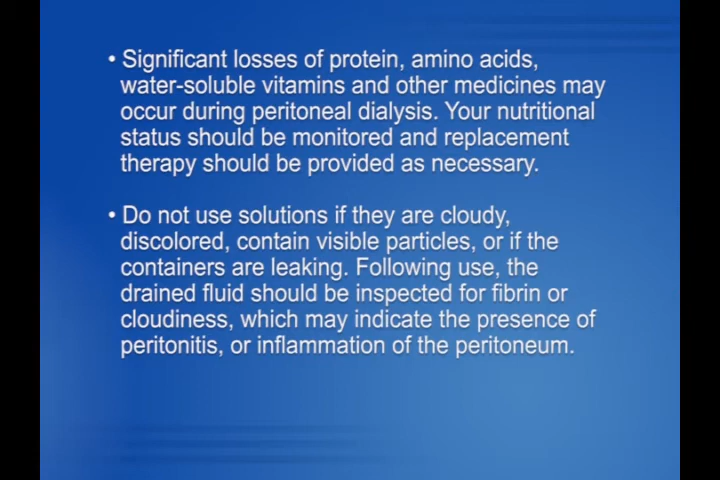 • Significant losses of protein, amino acids,
water-soluble vitamins and other medicines may
occur during peritoneal dialysis. Your nutritional
status should be monitored and replacement
therapy should be provided as necessary.
• Do not use solutions if they are cloudy,
discolored, contain visible particles, or if the
containers are leaking. Following use, the
drained fluid should be inspected for fibrin or
cloudiness, which may indicate the presence of
peritonitis, or inflammation of the peritoneum.